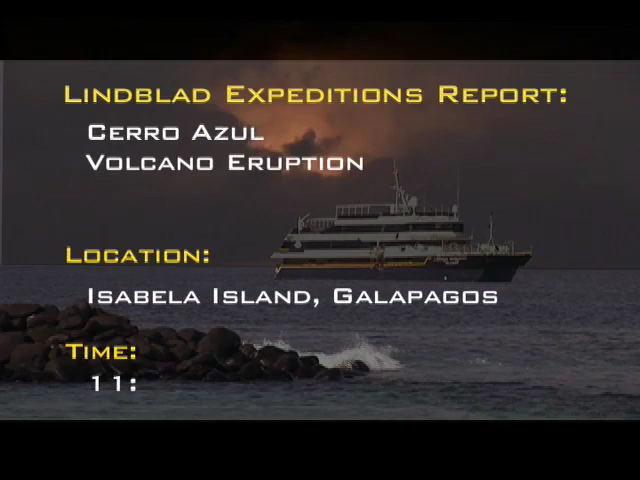 Lindblad Expeditions Report:
Cerro Azul
Volcano Eruption
Location:
Isabela Island, Galapagos
Time:
11: